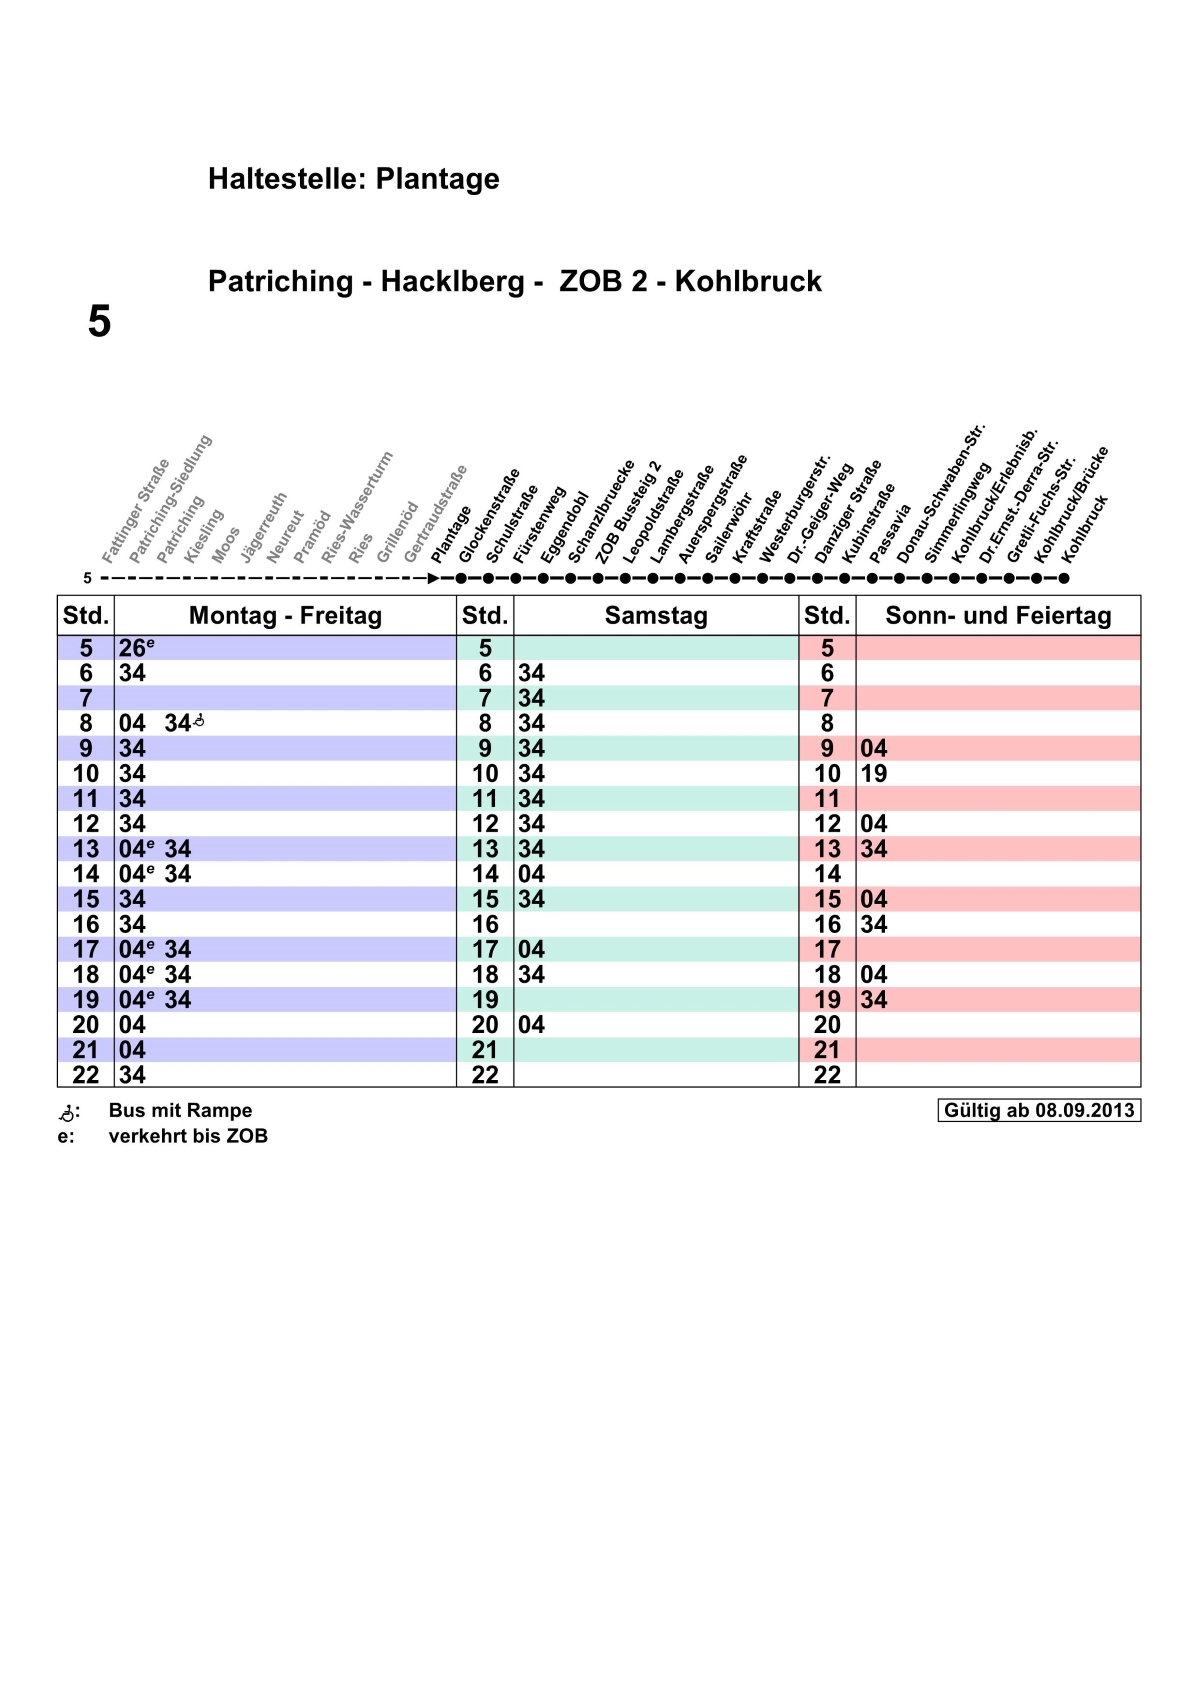 Haltestelle: Plantage
Patriching - Hacklberg - ZOB 2 - Kohlbruck
5
Fattinger Straße
Patriching-Siedlung
Patriching
Kiesling
Moos
Jägerreuth
Neureut
Pramöd
Ries-Wasserturm
Ries
Grillenöd
Gertraudstraße
Plantage
Glockenstraße
Schulstraße
Fürstenweg
Eggendobl
Schanzlbruecke
ZOB Bussteig 2
Leopoldstraße
Lambergstraße
Auerspergstraße
Sailerwöhr
Kraftstraße
Westerburgerstr.
Dr.-Geiger-Weg
Danziger Straße
Kubinstraße
Passavia
Donau-Schwaben-Str.
Simmerlingweg
Kohlbruck/Erlebnisb.
Dr.Ernst.-Derra-Str.
Gretli-Fuchs-Str.
Kohlbruck/Brücke
Kohlbruck
5
Std. Montag - Freitag Std. Samstag Std. Sonn- und Feiertag
5 26e 5 5
6 34 6 34 6
7 7 34 7
8 04 34 8 34 8
9 34 9 34 9 04
10 34 10 34 10 19
11 34 11 34 11
12 34 12 34 12 04
13 04e 34 13 34 13 34
14 04e 34 14 04 14
15 34 15 34 15 04
16 34 16 16 34
17 04e 34 17 04 17
18 04e 34 18 34 18 04
19 04e 34 19 19 34
20 04 20 04 20
21 04 21 21
22 34 22 22
: Bus mit Rampe Gültig ab 08.09.2013
e: verkehrt bis ZOB